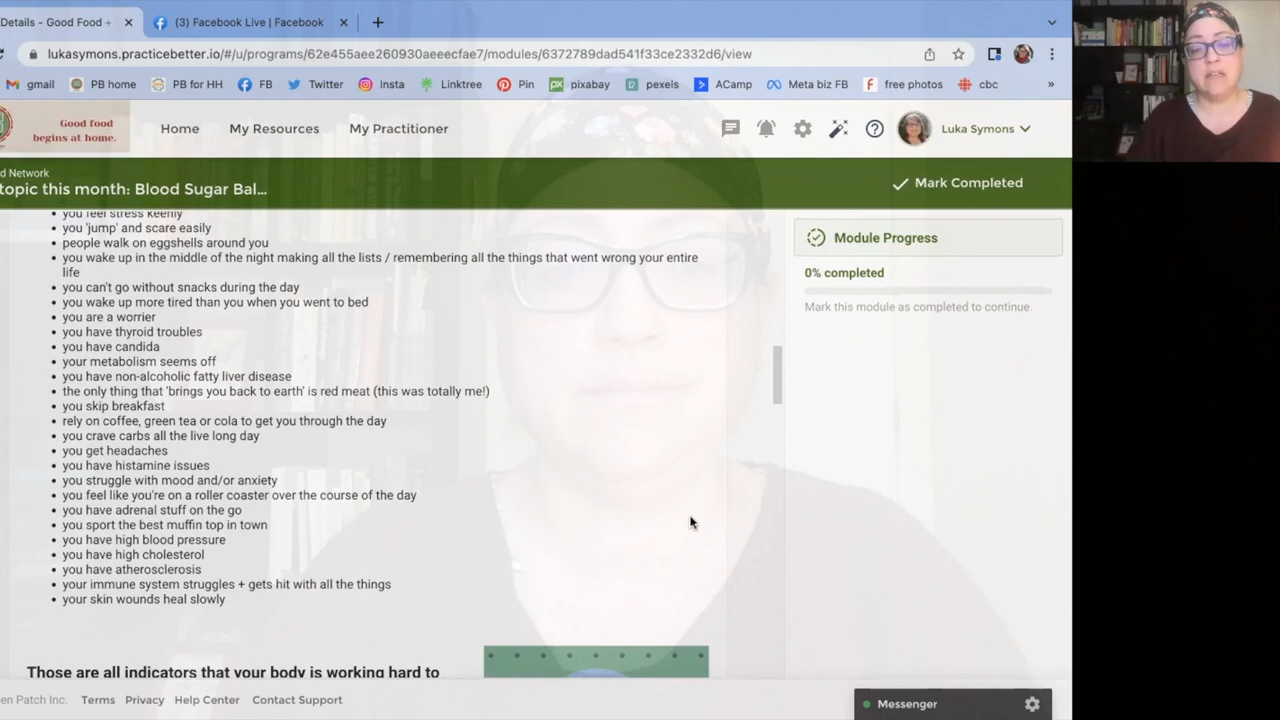 Details - Good Food +
(3) Facebook Live | Facebook
lukasymons.practicebetter.io/#/u/programs/62e455aee260930aeeecfae7/modules/6372789dad541f33ce2332d6/view
gmail
PB home
PB for HH
FB
Twitter
Insta
Linktree
Pin
pixabay
pexels
ACamp
Meta biz FB
free photos
cbc
»
Good food
begins at home.
Home
My Resources
My Practitioner
Luka Symons
d Network
topic this month: Blood Sugar Bal...
Mark Completed
• you feel stress keenly
• you 'jump' and scare easily
• people walk on eggshells around you
• you wake up in the middle of the night making all the lists / remembering all the things that went wrong your entire
life
• you can't go without snacks during the day
• you wake up more tired than you when you went to bed
• you are a worrier
• you have thyroid troubles
• you have candida
• your metabolism seems off
• you have non-alcoholic fatty liver disease
• the only thing that 'brings you back to earth' is red meat (this was totally me!)
• you skip breakfast
• rely on coffee, green tea or cola to get you through the day
• you crave carbs all the live long day
• you get headaches
• you have histamine issues
• you struggle with mood and/or anxiety
• you feel like you're on a roller coaster over the course of the day
• you have adrenal stuff on the go
• you sport the best muffin top in town
• you have high blood pressure
• you have high cholesterol
• you have atherosclerosis
• your immune system struggles + gets hit with all the things
• your skin wounds heal slowly
Those are all indicators that your body is working hard to
Module Progress
0% completed
Mark this module as completed to continue.
en Patch Inc.
Terms
Privacy
Help Center
Contact Support
Messenger